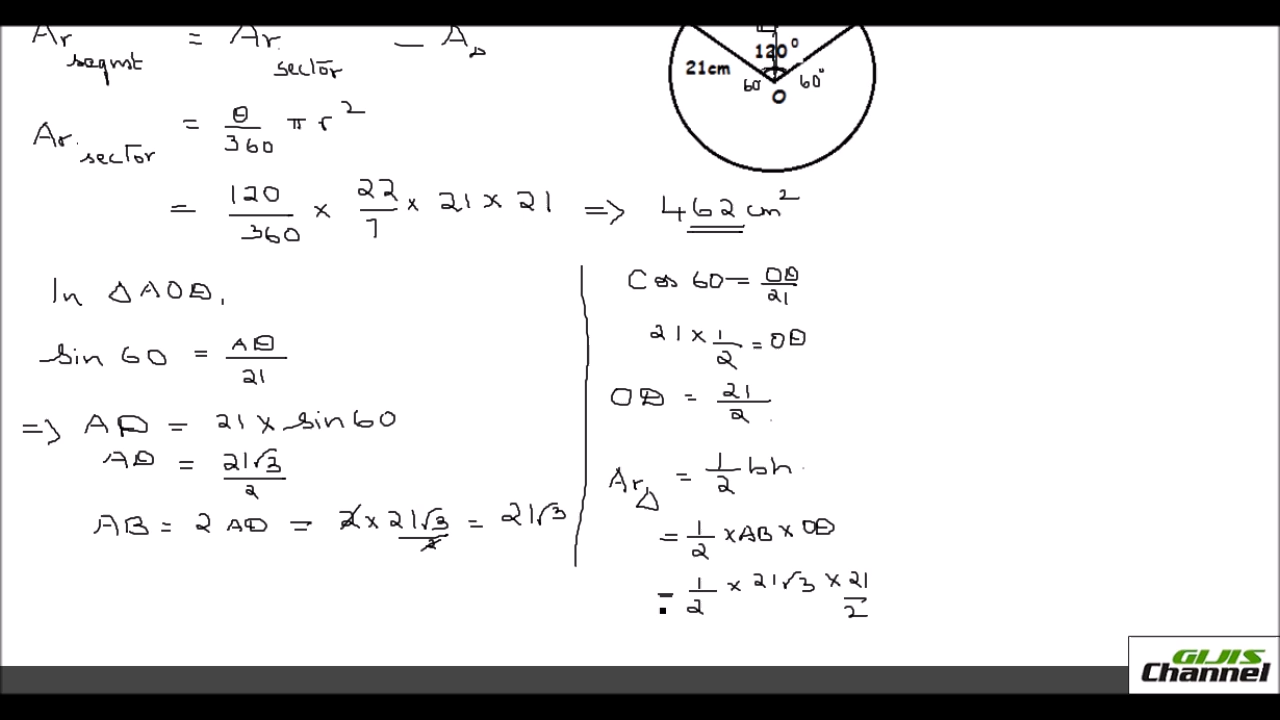 Ar segmt = Ar. sector – A△
Ar. sector = θ/360 π r²
= 120/360 × 22/7 × 21 × 21 => 462 cm²
120°
21cm
60 60°
O
In △AOD,
sin 60 = AD/21
=> AD = 21 × sin 60
AD = 21√3/2
AB = 2 AD = 2 × 21√3/2 = 21√3
Cos 60 = OD/21
21 × 1/2 = OD
OD = 21/2
Ar△ = 1/2 bh
= 1/2 × AB × OD
= 1/2 × 21√3 × 21/2
GIJIS
Channel